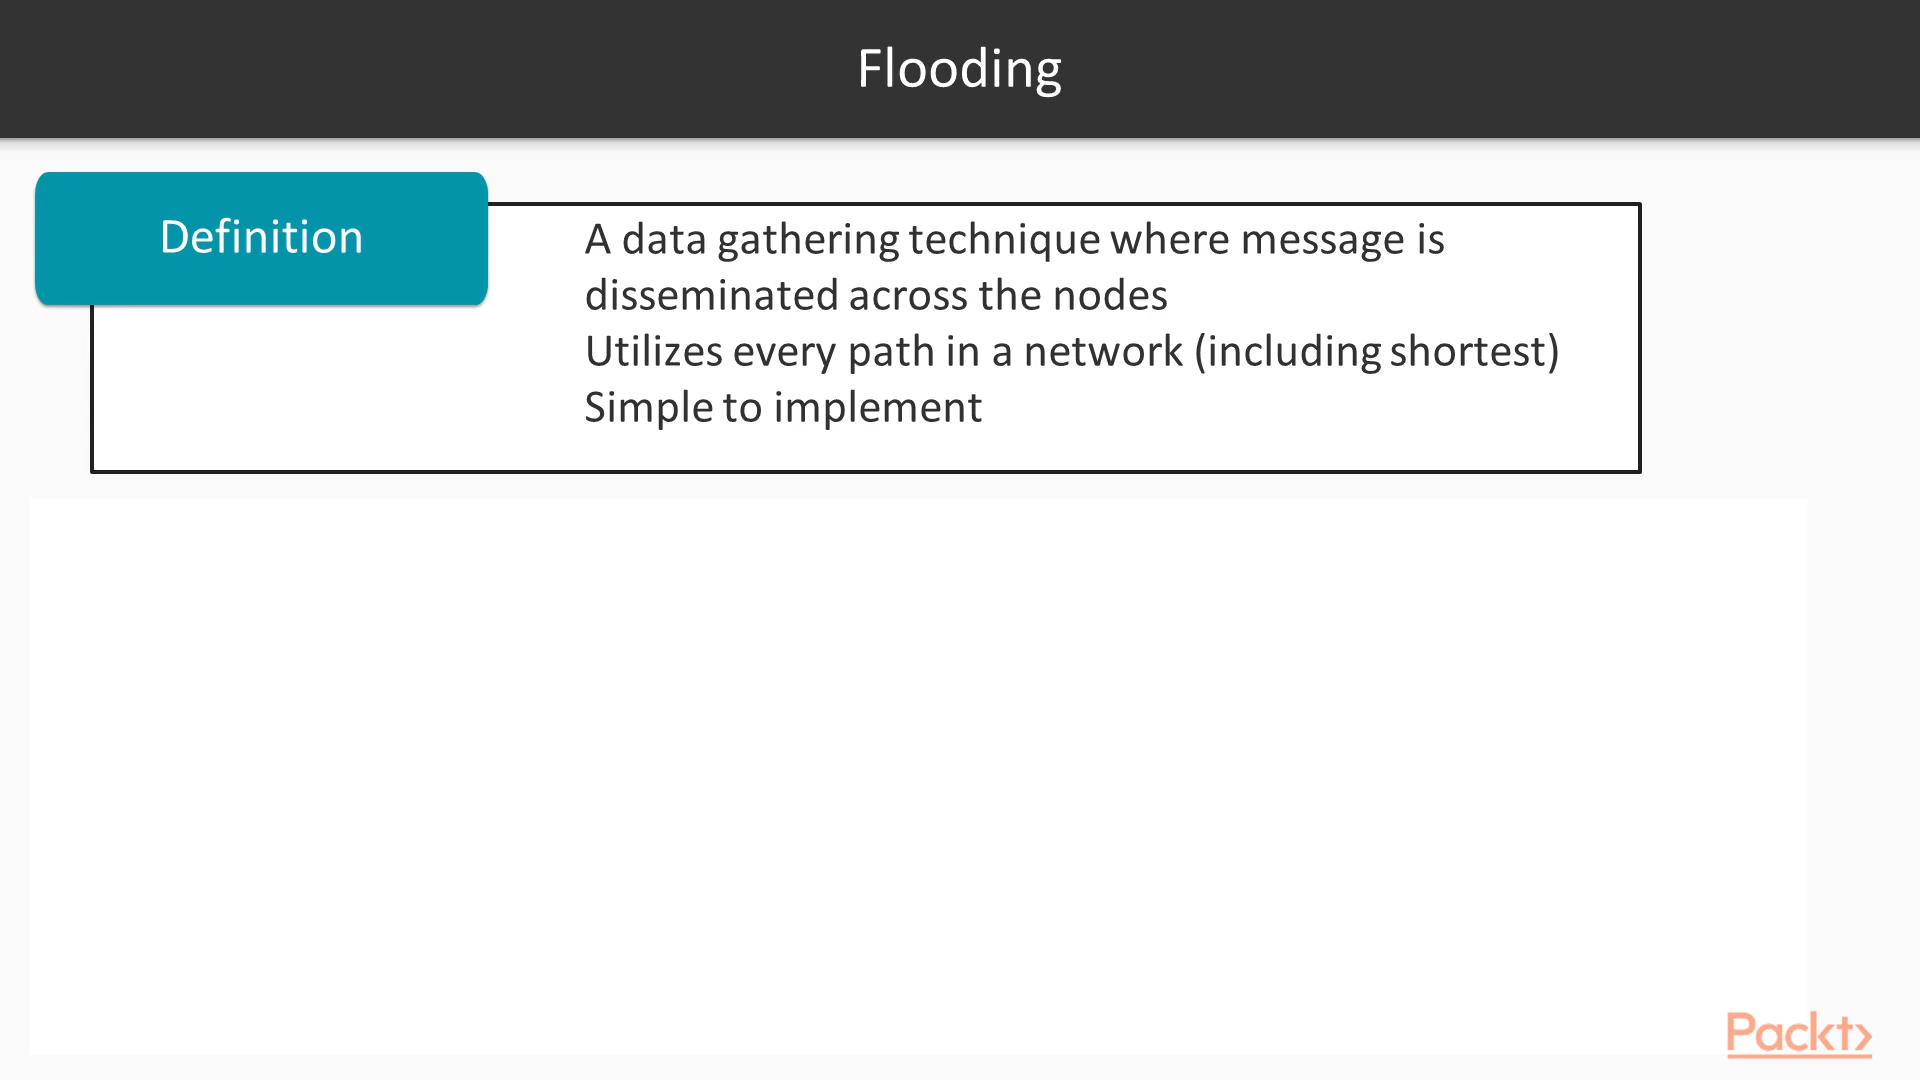 Flooding
Definition
A data gathering technique where message is
disseminated across the nodes
Utilizes every path in a network (including shortest)
Simple to implement
Packt>